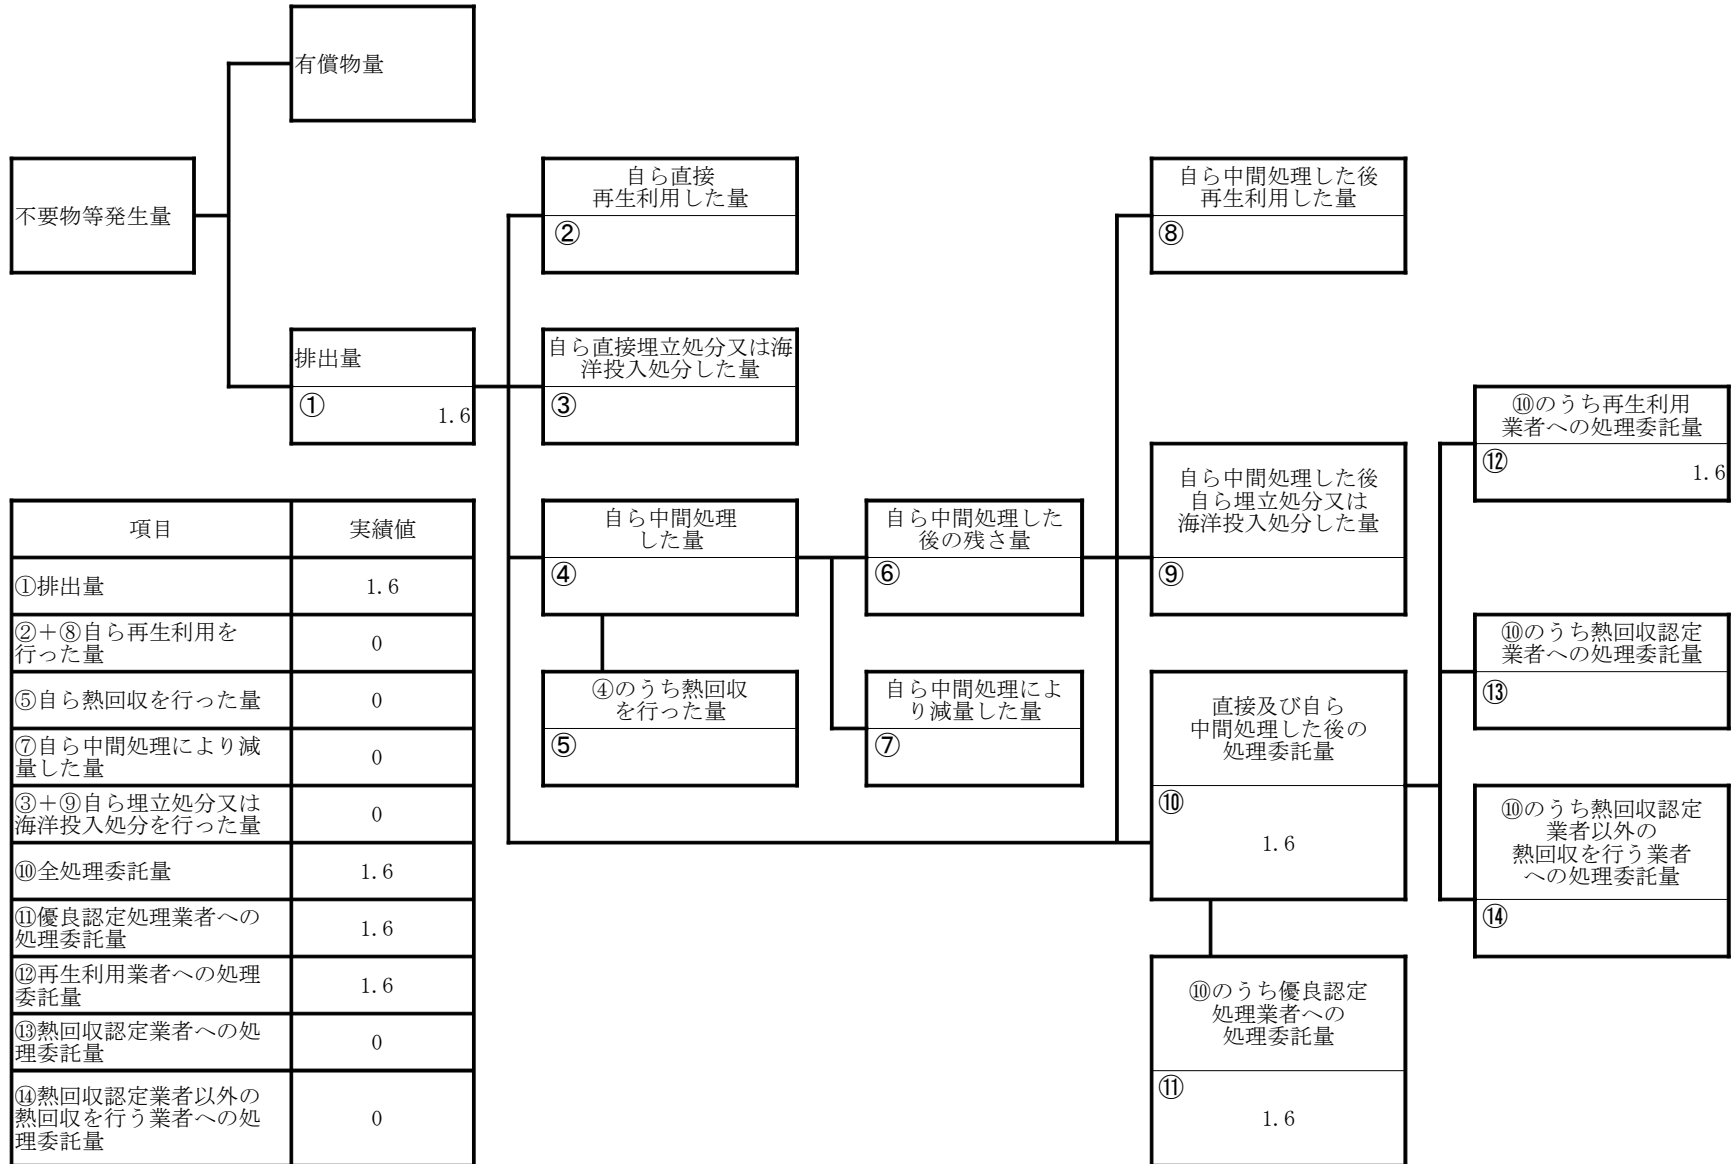 有償物量
不要物等発生量
自ら直接
再生利用した量
②
自ら中間処理した後
再生利用した量
⑧
排出量
①
1.6
自ら直接埋立処分又は海
洋投入処分した量
③
⑩のうち再生利用
業者への処理委託量
⑫
1.6
自ら中間処理した後
自ら埋立処分又は
海洋投入処分した量
⑨
自ら中間処理
した量
④
自ら中間処理した
後の残さ量
⑥
⑩のうち熱回収認定
業者への処理委託量
⑬
④のうち熱回収
を行った量
⑤
自ら中間処理によ
り減量した量
⑦
直接及び自ら
中間処理した後の
処理委託量
⑩
1.6
⑩のうち熱回収認定
業者以外の
熱回収を行う業者
への処理委託量
⑭
⑩のうち優良認定
処理業者への
処理委託量
⑪
1.6
項目 実績値
①排出量 1.6
②＋⑧自ら再生利用を
行った量 0
⑤自ら熱回収を行った量 0
⑦自ら中間処理により減
量した量 0
③＋⑨自ら埋立処分又は
海洋投入処分を行った量 0
⑩全処理委託量 1.6
⑪優良認定処理業者への
処理委託量 1.6
⑫再生利用業者への処理
委託量 1.6
⑬熱回収認定業者への処
理委託量 0
⑭熱回収認定業者以外の
熱回収を行う業者への処
理委託量 0